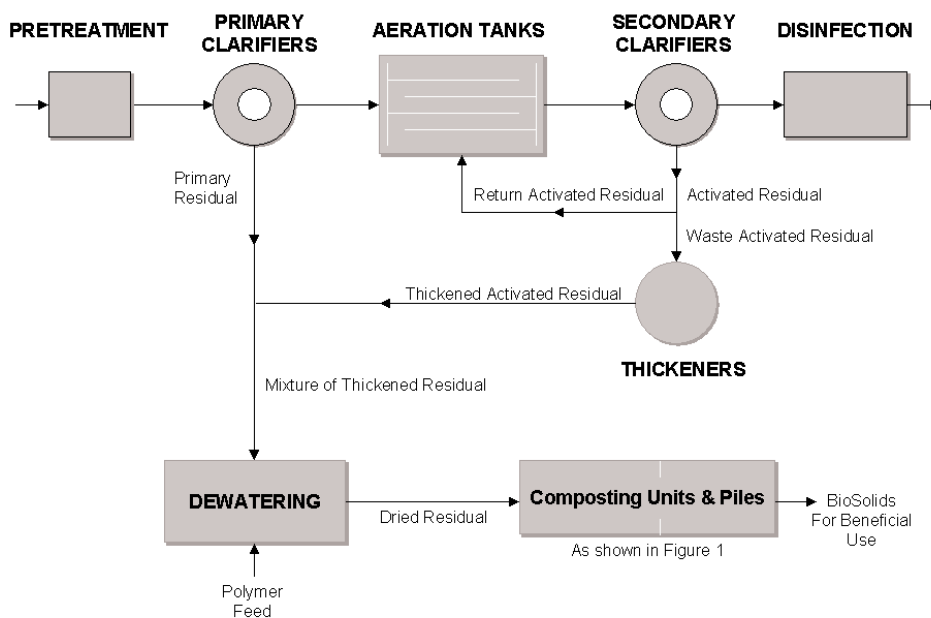 PRETREATMENT
PRIMARY
CLARIFIERS
AERATION TANKS
SECONDARY
CLARIFIERS
DISINFECTION
Primary
Residual
Return Activated Residual
Activated Residual
Waste Activated Residual
Thickened Activated Residual
THICKENERS
Mixture of Thickened Residual
DEWATERING
Dried Residual
Composting Units & Piles
As shown in Figure 1
BioSolids
For Beneficial
Use
Polymer
Feed